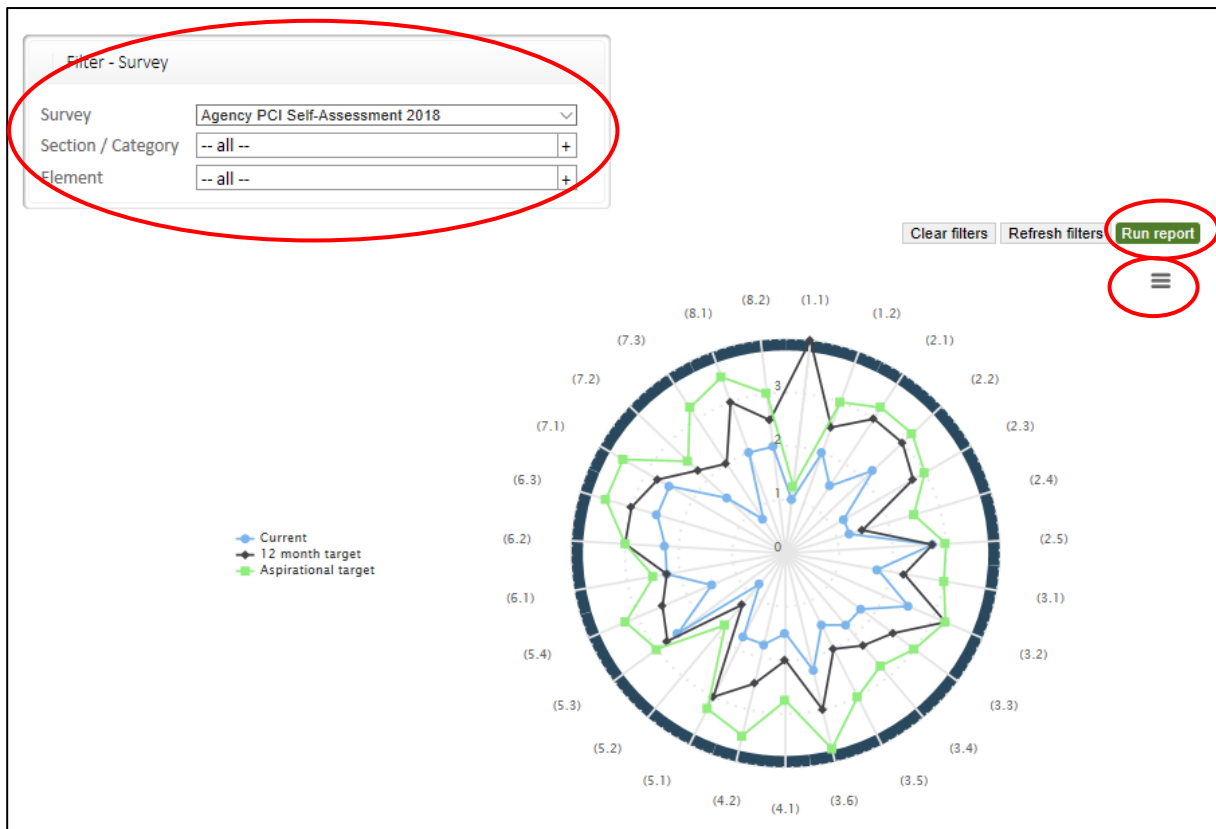 Filter - Survey
Survey
Agency PCI Self-Assessment 2018
Section / Category
-- all --
+
Element
-- all --
+
Clear filters
Refresh filters
Run report
(8.2)
(1.1)
(8.1)
(1.2)
(7.3)
(2.1)
(7.2)
(2.2)
(7.1)
(2.3)
(6.3)
(2.4)
(6.2)
(2.5)
(6.1)
(3.1)
(5.4)
(3.2)
(5.3)
(3.3)
(5.2)
(3.4)
(5.1)
(3.5)
(4.2)
(3.6)
(4.1)
3
2
1
0
Current
12 month target
Aspirational target